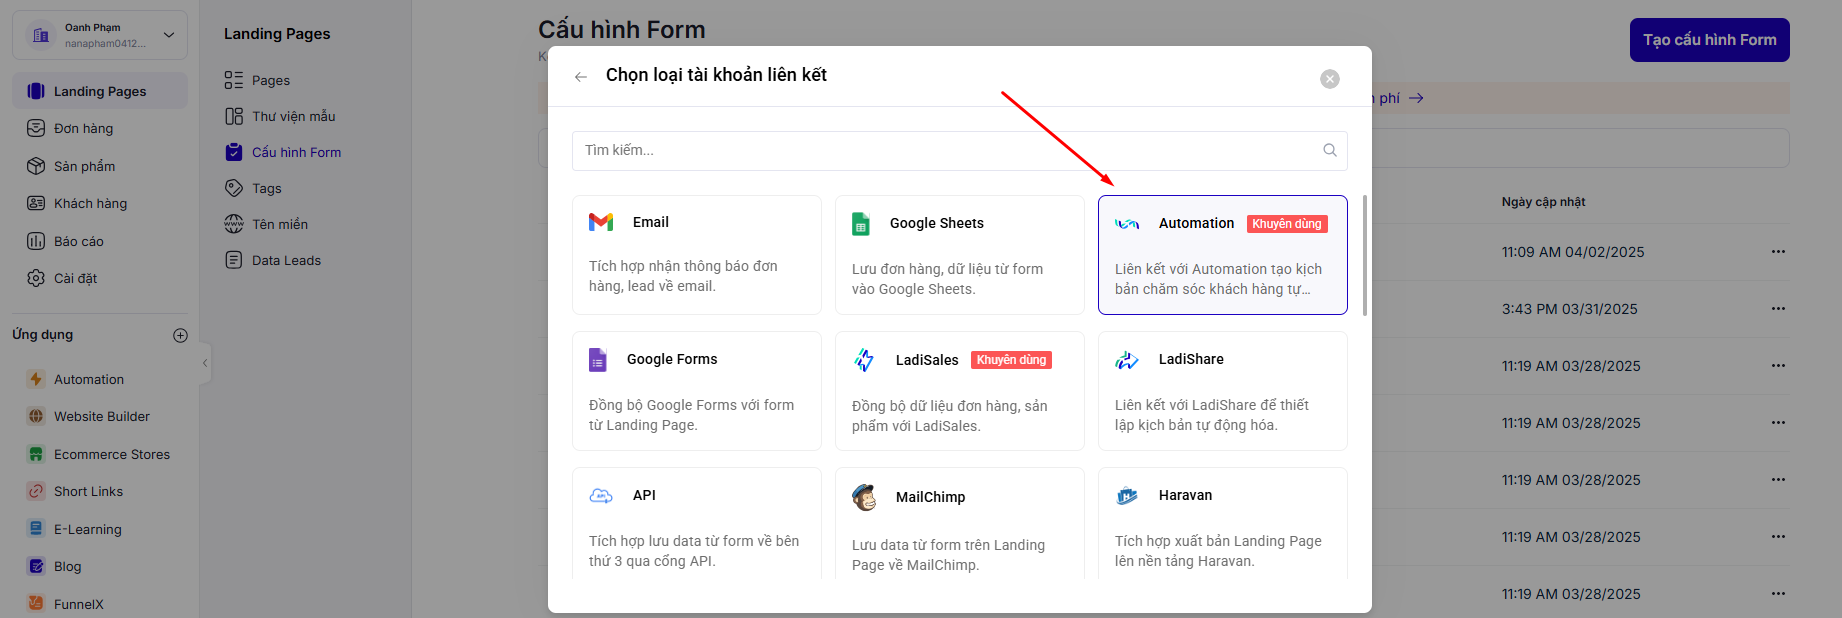 Oanh Phạm
nanapham0412...
Landing Pages
Đơn hàng
Sản phẩm
Khách hàng
Báo cáo
Cài đặt
Ứng dụng
Automation
Website Builder
Ecommerce Stores
Short Links
E-Learning
Blog
FunnelX
Landing Pages
Pages
Thư viện mẫu
Cấu hình Form
Tags
Tên miền
Data Leads
Cấu hình Form
Tạo cấu hình Form
phí
Chọn loại tài khoản liên kết
Tìm kiếm...
Email
Tích hợp nhận thông báo đơn
hàng, lead về email.
Google Sheets
Lưu đơn hàng, dữ liệu từ form
vào Google Sheets.
Automation Khuyên dùng
Liên kết với Automation tạo kịch
bản chăm sóc khách hàng tự...
Google Forms
Đồng bộ Google Forms với form
từ Landing Page.
LadiSales Khuyên dùng
Đồng bộ dữ liệu đơn hàng, sản
phẩm với LadiSales.
LadiShare
Liên kết với LadiShare để thiết
lập kịch bản tự động hóa.
API
Tích hợp lưu data từ form về bên
thứ 3 qua cổng API.
MailChimp
Lưu data từ form trên Landing
Page về MailChimp.
Haravan
Tích hợp xuất bản Landing Page
lên nền tảng Haravan.
Ngày cập nhật
11:09 AM 04/02/2025
3:43 PM 03/31/2025
11:19 AM 03/28/2025
11:19 AM 03/28/2025
11:19 AM 03/28/2025
11:19 AM 03/28/2025
11:19 AM 03/28/2025